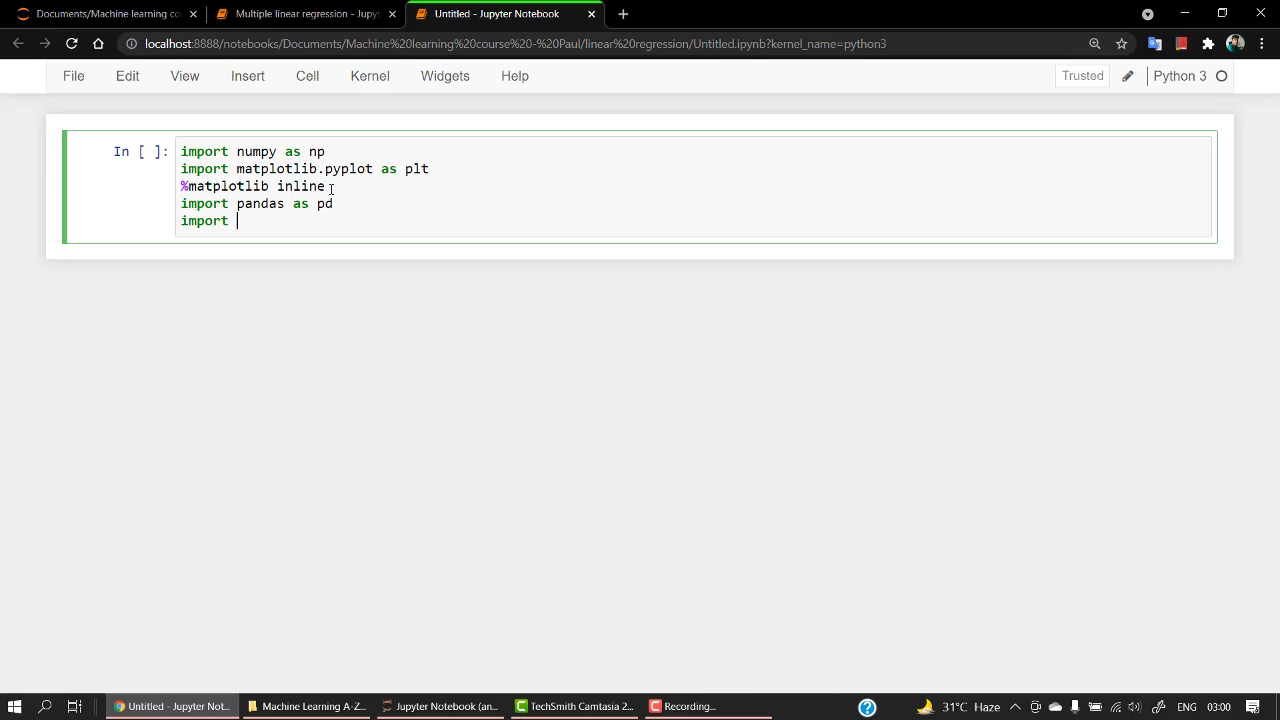 Documents/Machine learning co
Multiple linear regression - Jupyt
Untitled - Jupyter Notebook
localhost:8888/notebooks/Documents/Machine%20learning%20course%20-%20Paul/linear%20regression/Untitled.ipynb?kernel_name=python3
File Edit View Insert Cell Kernel Widgets Help Trusted Python 3
In [ ]: import numpy as np
import matplotlib.pyplot as plt
%matplotlib inline
import pandas as pd
import
Untitled - Jupyter Not... Machine Learning A-Z... Jupyter Notebook (an... TechSmith Camtasia 2... Recording... 31°C Haze ENG 03:00